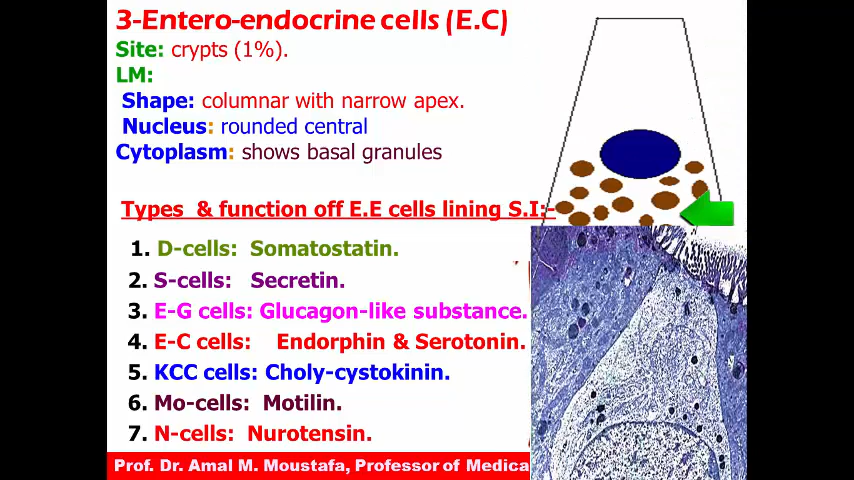 3-Entero-endocrine cells (E.C)
Site: crypts (1%).
LM:
Shape: columnar with narrow apex.
Nucleus: rounded central
Cytoplasm: shows basal granules
Types & function off E.E cells lining S.I:-
1. D-cells: Somatostatin.
2. S-cells: Secretin.
3. E-G cells: Glucagon-like substance.
4. E-C cells: Endorphin & Serotonin.
5. KCC cells: Choly-cystokinin.
6. Mo-cells: Motilin.
7. N-cells: Nurotensin.
Prof. Dr. Amal M. Moustafa, Professor of Medica